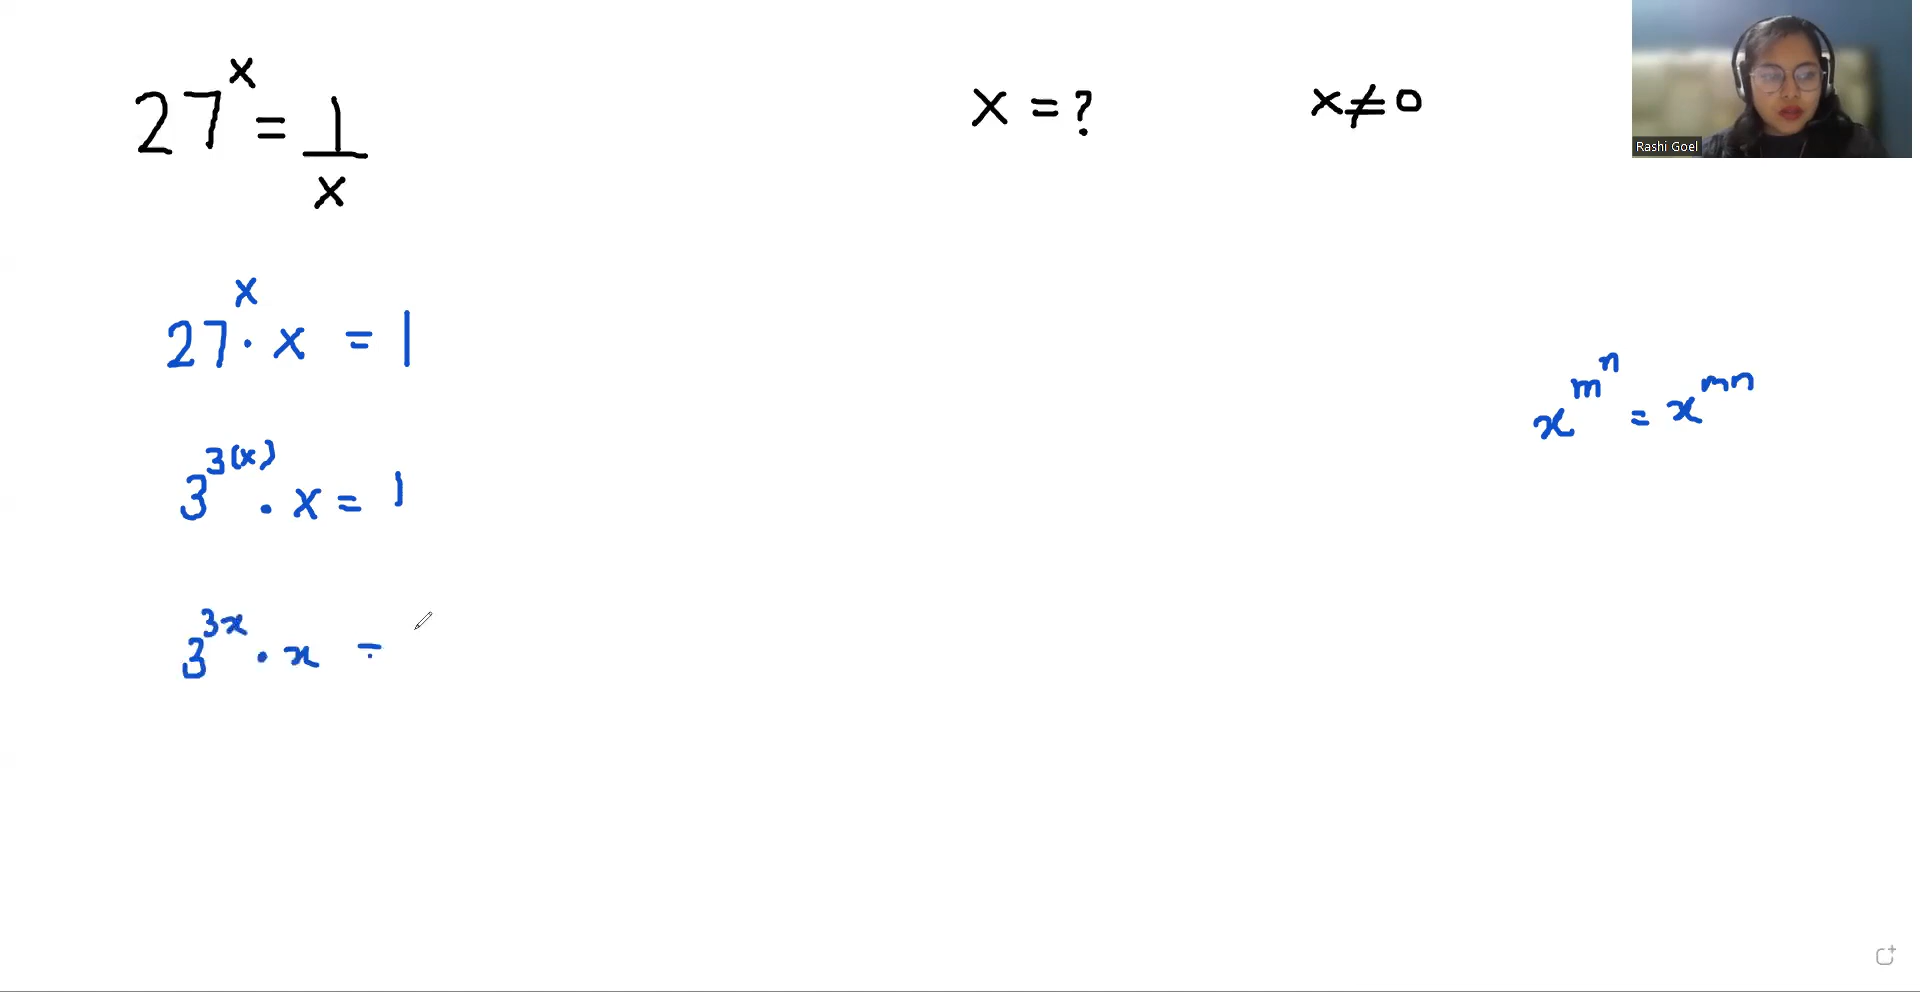 27^x = 1/x
x = ?
x ≠ 0
Rashi Goel
27^x · x = 1
x^m^n = x^mn
3^3(x) · x = 1
3^3x · x =